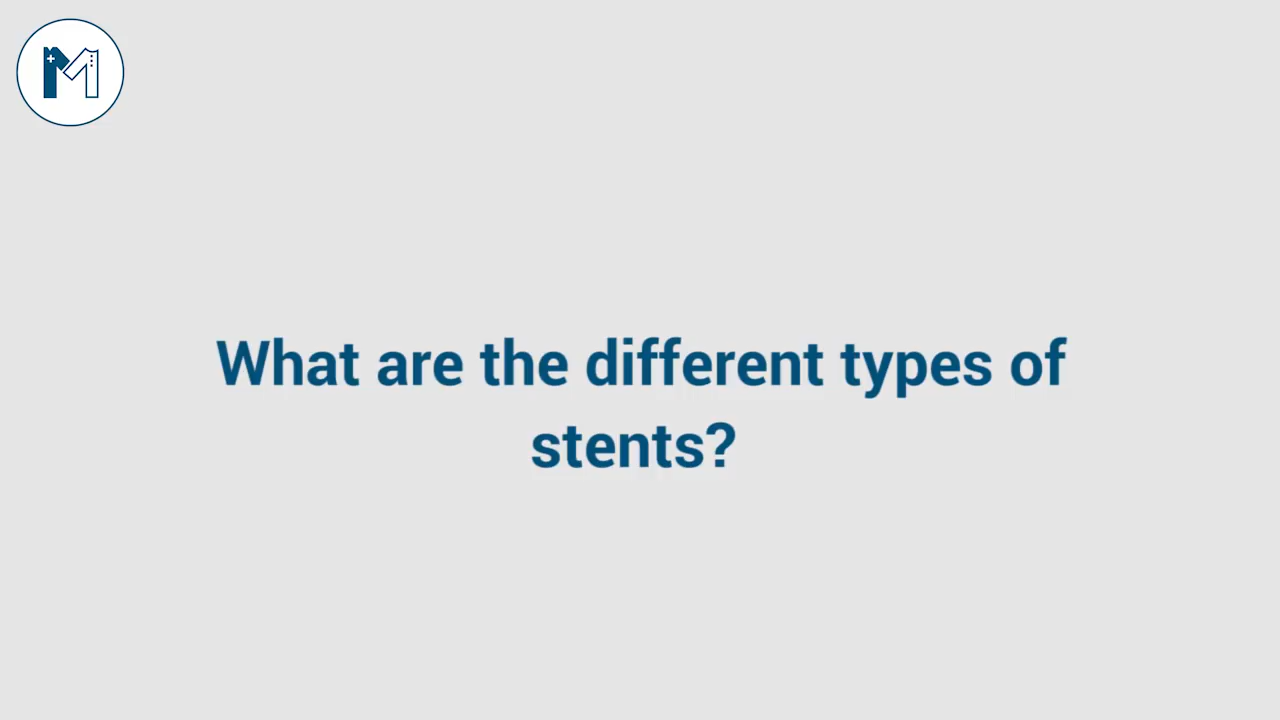 M
What are the different types of
stents?